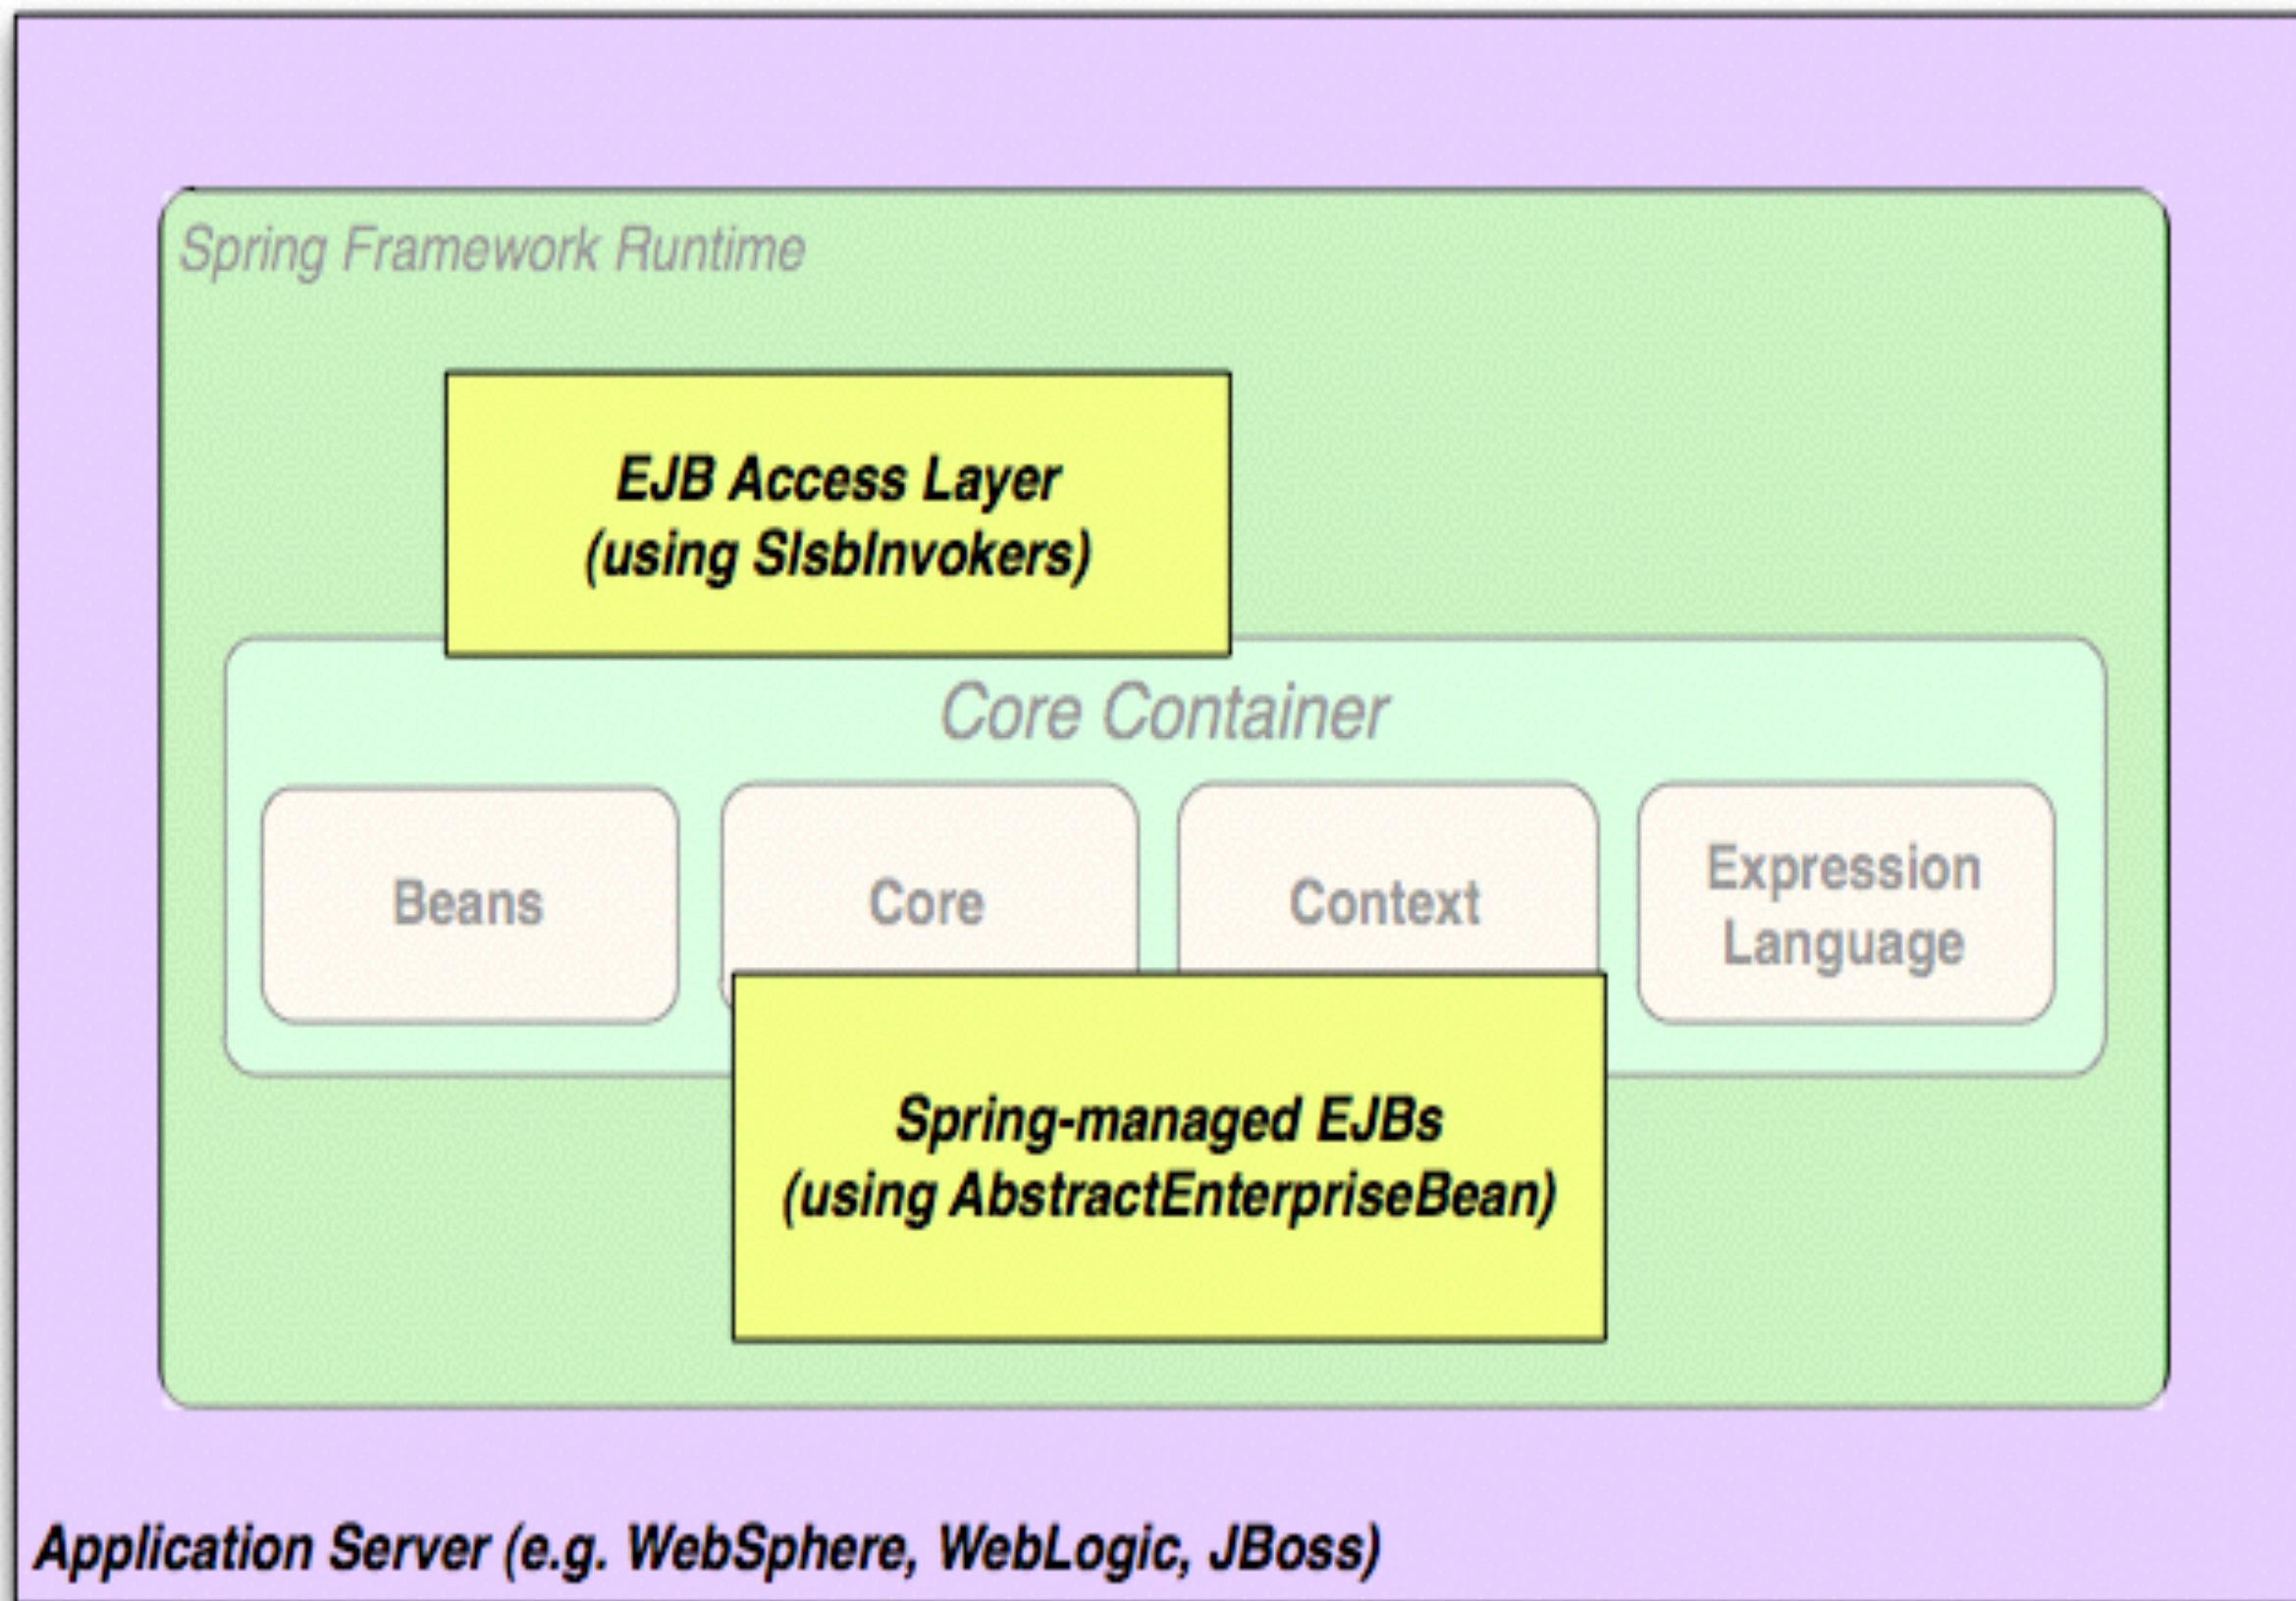 Spring Framework Runtime
EJB Access Layer
(using SlsbInvokers)
Core Container
Beans
Core
Context
Expression
Language
Spring-managed EJBs
(using AbstractEnterpriseBean)
Application Server (e.g. WebSphere, WebLogic, JBoss)